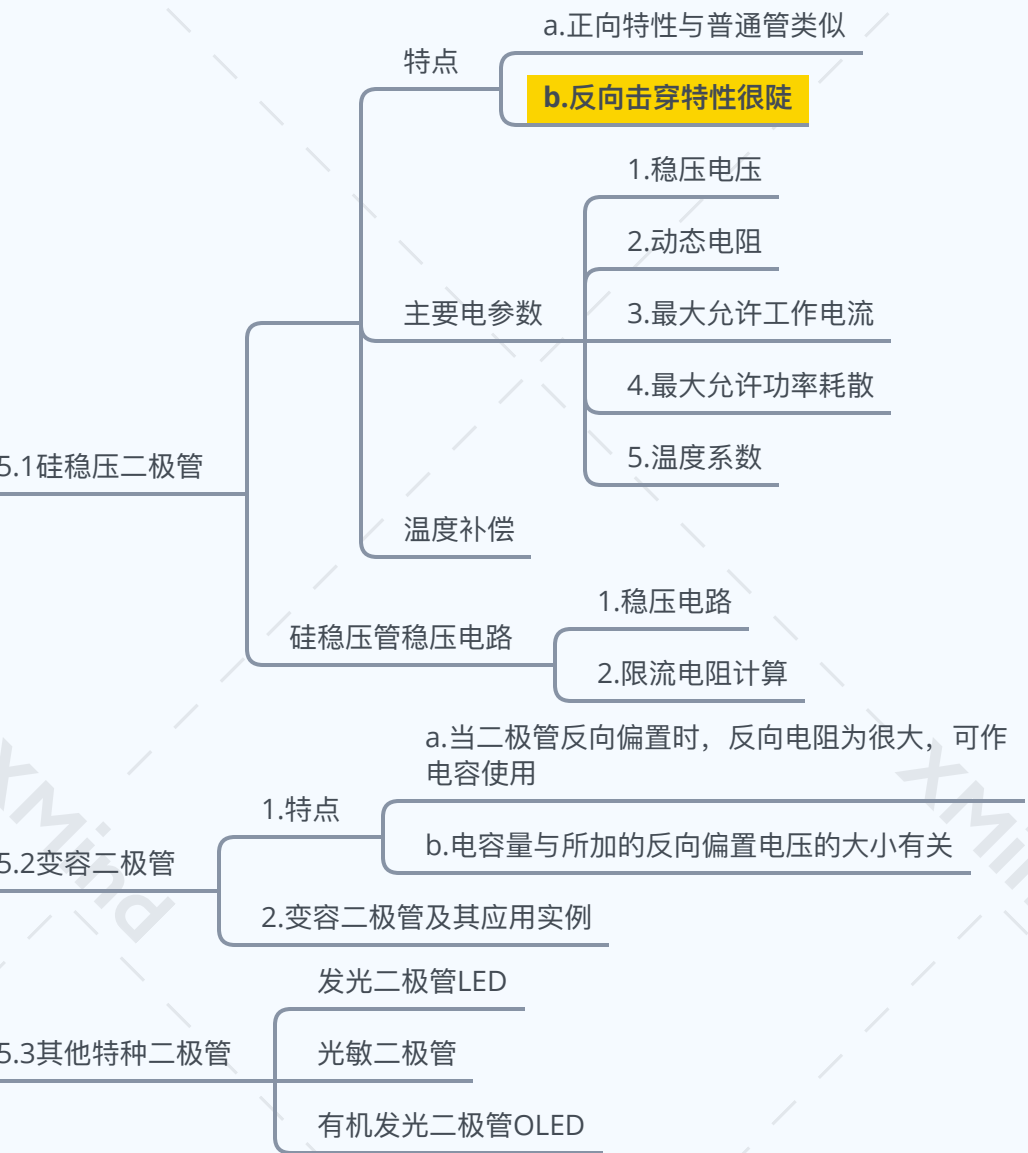 a.正向特性与普通管类似
特点
b.反向击穿特性很陡
1.稳压电压
2.动态电阻
主要电参数
3.最大允许工作电流
4.最大允许功率耗散
5.温度系数
5.1硅稳压二极管
温度补偿
1.稳压电路
硅稳压管稳压电路
2.限流电阻计算
a.当二极管反向偏置时，反向电阻为很大，可作
电容使用
1.特点
b.电容量与所加的反向偏置电压的大小有关
5.2变容二极管
2.变容二极管及其应用实例
发光二极管LED
5.3其他特种二极管
光敏二极管
有机发光二极管OLED
XMind
XMin